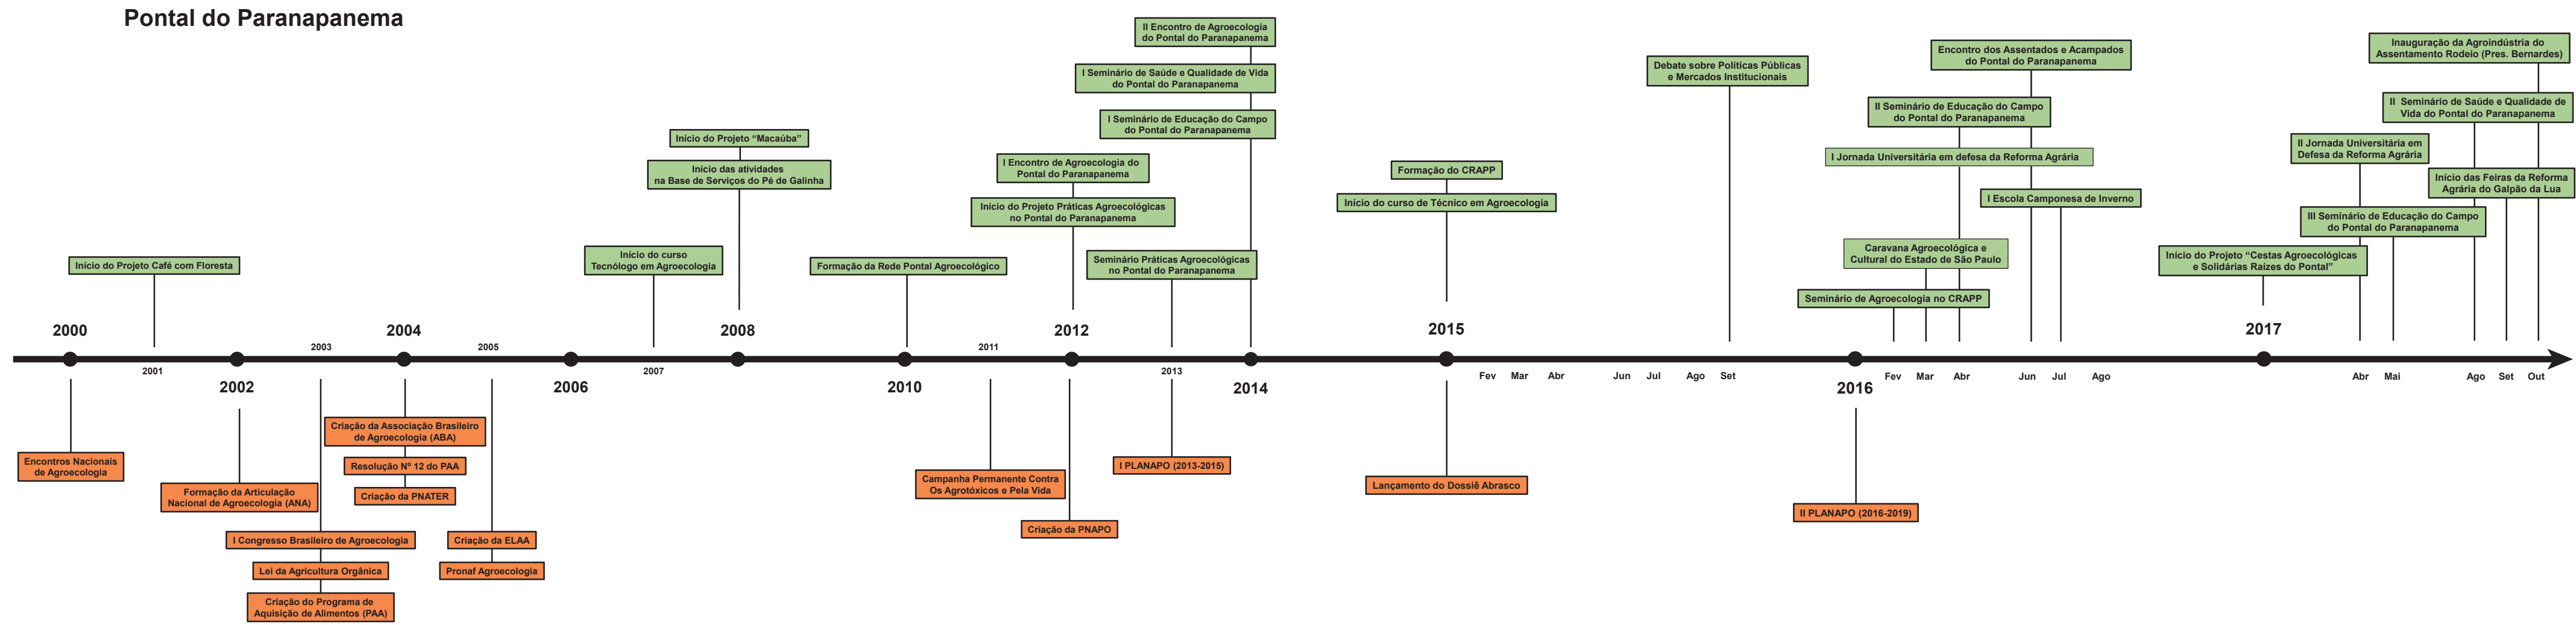 Pontal do Paranapanema
Início do Projeto Café com Floresta
Início do curso
Tecnólogo em Agroecologia
Início do Projeto “Macaúba”
Início das atividades
na Base de Serviços do Pé de Galinha
Formação da Rede Pontal Agroecológico
I Encontro de Agroecologia do
Pontal do Paranapanema
Início do Projeto Práticas Agroecológicas
no Pontal do Paranapanema
Seminário Práticas Agroecológicas
no Pontal do Paranapanema
II Encontro de Agroecologia
do Pontal do Paranapanema
I Seminário de Saúde e Qualidade de Vida
do Pontal do Paranapanema
I Seminário de Educação do Campo
do Pontal do Paranapanema
Formação do CRAPP
Início do curso de Técnico em Agroecologia
Debate sobre Políticas Públicas
e Mercados Institucionais
Encontro dos Assentados e Acampados
do Pontal do Paranapanema
II Seminário de Educação do Campo
do Pontal do Paranapanema
I Jornada Universitária em defesa da Reforma Agrária
I Escola Camponesa de Inverno
Caravana Agroecológica e
Cultural do Estado de São Paulo
Seminário de Agroecologia no CRAPP
Inauguração da Agroindústria do
Assentamento Rodeio (Pres. Bernardes)
II Seminário de Saúde e Qualidade de
Vida do Pontal do Paranapanema
II Jornada Universitária em
Defesa da Reforma Agrária
Início das Feiras da Reforma
Agrária do Galpão da Lua
III Seminário de Educação do Campo
do Pontal do Paranapanema
Início do Projeto “Cestas Agroecológicas
e Solidárias Raízes do Pontal”
2000
2001
2002
2003
2004
2005
2006
2007
2008
2010
2011
2012
2013
2014
2015
Fev
Mar
Abr
Jun
Jul
Ago
Set
2016
Fev
Mar
Abr
Jun
Jul
Ago
2017
Abr
Mai
Ago
Set
Out
Encontros Nacionais
de Agroecologia
Formação da Articulação
Nacional de Agroecologia (ANA)
I Congresso Brasileiro de Agroecologia
Lei da Agricultura Orgânica
Criação do Programa de
Aquisição de Alimentos (PAA)
Criação da Associação Brasileiro
de Agroecologia (ABA)
Resolução Nº 12 do PAA
Criação da PNATER
Criação da ELAA
Pronaf Agroecologia
Campanha Permanente Contra
Os Agrotóxicos e Pela Vida
Criação da PNAPO
I PLANAPO (2013-2015)
Lançamento do Dossiê Abrasco
II PLANAPO (2016-2019)